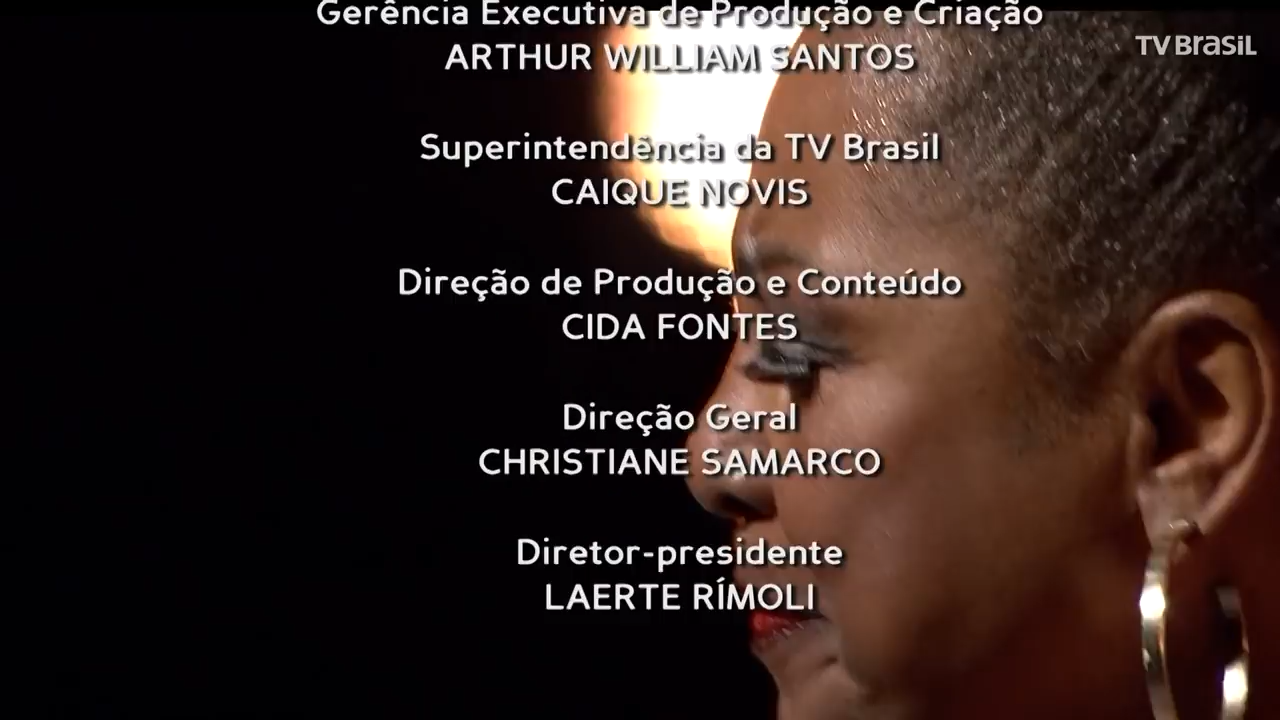 Gerência Executiva de Produção e Criação
TV BRASIL
ARTHUR WILLIAM SANTOS
Superintendência da TV Brasil
CAIQUE NOVIS
Direção de Produção e Conteúdo
CIDA FONTES
Direção Geral
CHRISTIANE SAMARCO
Diretor-presidente
LAERTE RÍMOLI